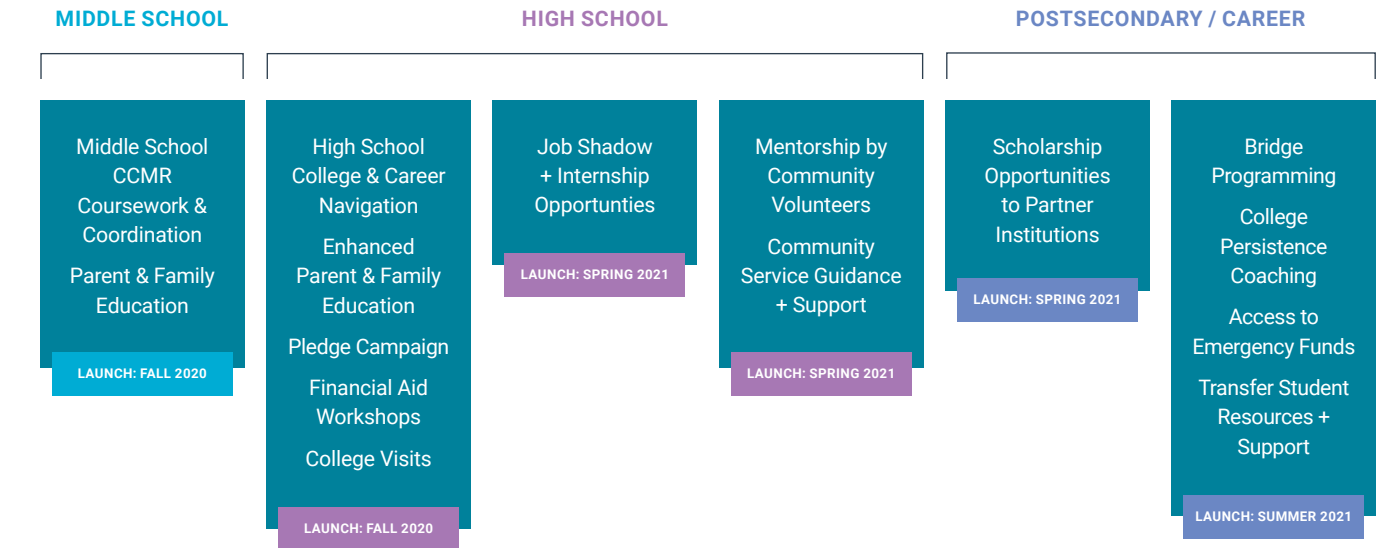 MIDDLE SCHOOL
HIGH SCHOOL
POSTSECONDARY / CAREER
Middle School
CCMR
Coursework &
Coordination
Parent & Family
Education
LAUNCH: FALL 2020
High School
College & Career
Navigation
Enhanced
Parent & Family
Education
Pledge Campaign
Financial Aid
Workshops
College Visits
LAUNCH: FALL 2020
Job Shadow
+ Internship
Opportunties
LAUNCH: SPRING 2021
Mentorship by
Community
Volunteers
Community
Service Guidance
+ Support
LAUNCH: SPRING 2021
Scholarship
Opportunities
to Partner
Institutions
LAUNCH: SPRING 2021
Bridge
Programming
College
Persistence
Coaching
Access to
Emergency Funds
Transfer Student
Resources +
Support
LAUNCH: SUMMER 2021